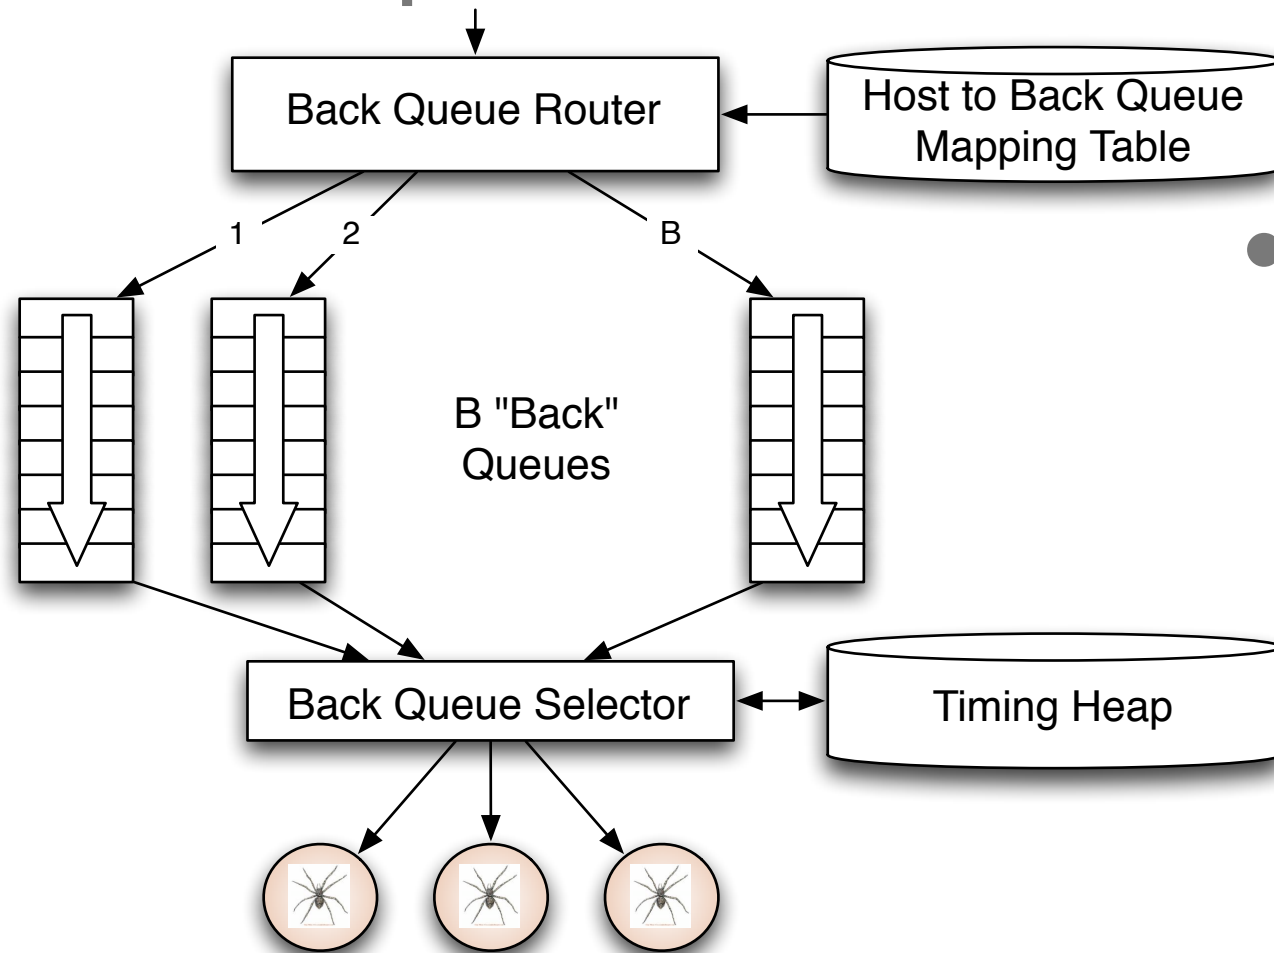 Back Queue Router
Host to Back Queue
Mapping Table
1
2
B
B "Back"
Queues
Back Queue Selector
Timing Heap